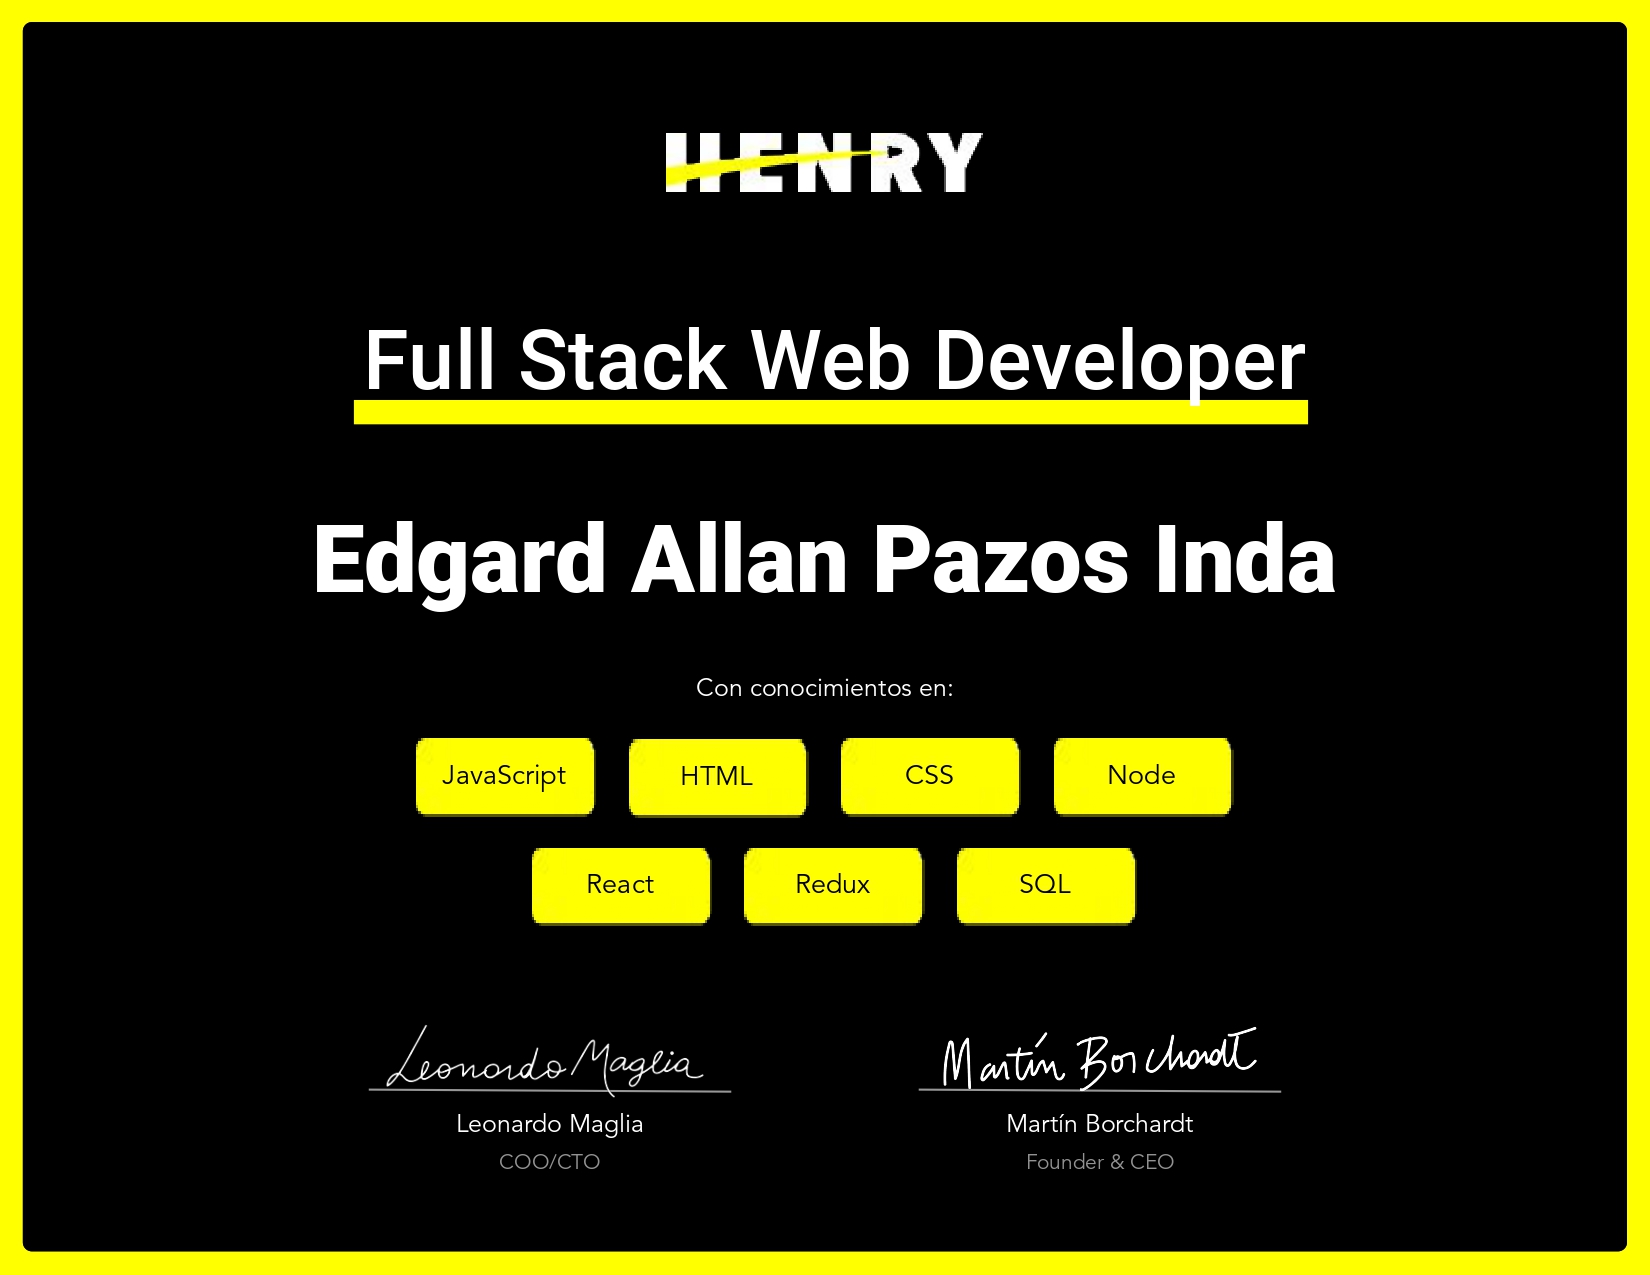 HENRY
Full Stack Web Developer
Edgard Allan Pazos Inda
Con conocimientos en:
JavaScript HTML CSS Node
React Redux SQL
Leonardo Maglia Martín Borchardt
Leonardo Maglia Martín Borchardt
COO/CTO Founder & CEO